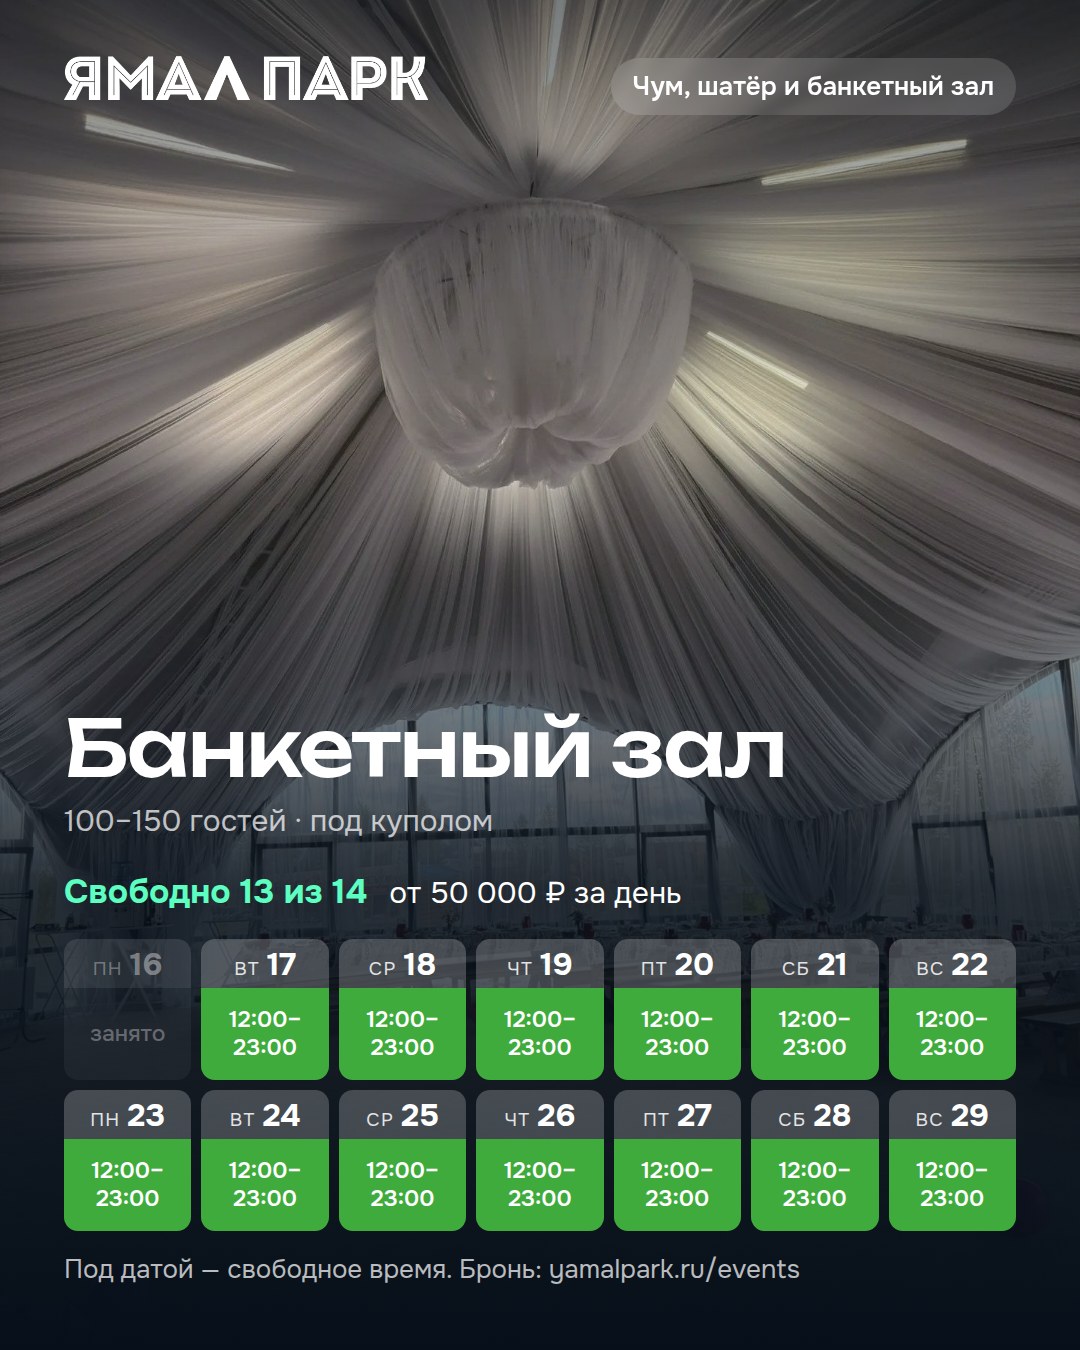 ЯМАЛ ПАРК
Чум, шатёр и банкетный зал
Банкетный зал
100–150 гостей · под куполом
Свободно 13 из 14 от 50 000 ₽ за день
ПН 16 ВТ 17 СР 18 ЧТ 19 ПТ 20 СБ 21 ВС 22
занято 12:00– 12:00– 12:00– 12:00– 12:00– 12:00–
23:00 23:00 23:00 23:00 23:00 23:00
ПН 23 ВТ 24 СР 25 ЧТ 26 ПТ 27 СБ 28 ВС 29
12:00– 12:00– 12:00– 12:00– 12:00– 12:00– 12:00–
23:00 23:00 23:00 23:00 23:00 23:00 23:00
Под датой — свободное время. Бронь: yamalpark.ru/events